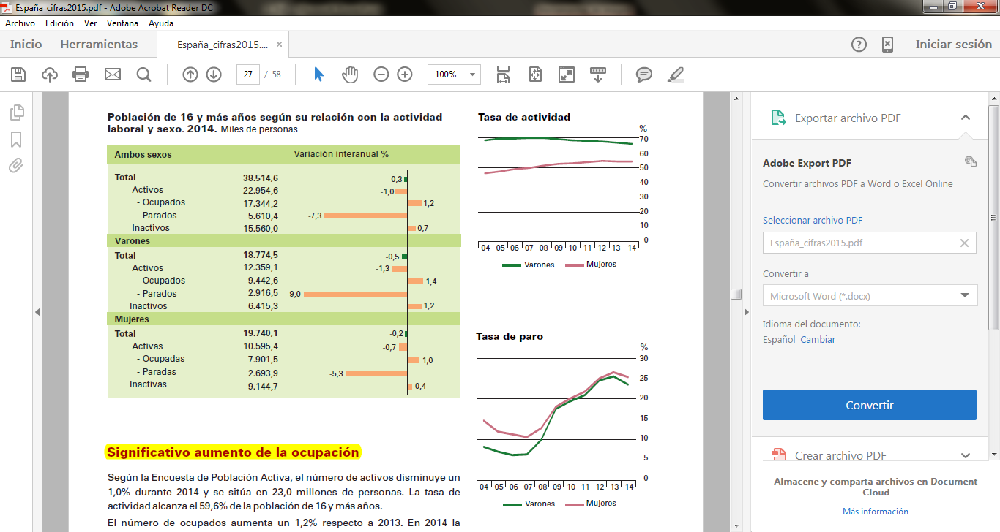 España_cifras2015.pdf - Adobe Acrobat Reader DC
Archivo Edición Ver Ventana Ayuda
Inicio Herramientas España_cifras2015.... × Iniciar sesión
27 / 58 100%
Población de 16 y más años según su relación con la actividad
laboral y sexo. 2014. Miles de personas
Ambos sexos Variación interanual %
Total 38.514,6 -0,3
Activos 22.954,6 -1,0
- Ocupados 17.344,2 1,2
- Parados 5.610,4 -7,3
Inactivos 15.560,0 0,7
Varones
Total 18.774,5 -0,5
Activos 12.359,1 -1,3
- Ocupados 9.442,6 1,4
- Parados 2.916,5 -9,0
Inactivos 6.415,3 1,2
Mujeres
Total 19.740,1 -0,2
Activas 10.595,4 -0,7
- Ocupadas 7.901,5 1,0
- Paradas 2.693,9 -5,3
Inactivas 9.144,7 0,4
Significativo aumento de la ocupación
Según la Encuesta de Población Activa, el número de activos disminuye un
1,0% durante 2014 y se sitúa en 23,0 millones de personas. La tasa de
actividad alcanza el 59,6% de la población de 16 y más años.
El número de ocupados aumenta un 1,2% respecto a 2013. En 2014 la
Tasa de actividad
%
70
60
50
40
30
20
10
0
04 05 06 07 08 09 10 11 12 13 14
Varones Mujeres
Tasa de paro
%
30
25
20
15
10
5
0
04 05 06 07 08 09 10 11 12 13 14
Varones Mujeres
Exportar archivo PDF
Adobe Export PDF
Convertir archivos PDF a Word o Excel Online
Seleccionar archivo PDF
España_cifras2015.pdf
Convertir a
Microsoft Word (*.docx)
Idioma del documento:
Español Cambiar
Convertir
Crear archivo PDF
Almacene y comparta archivos en Document
Cloud
Más información